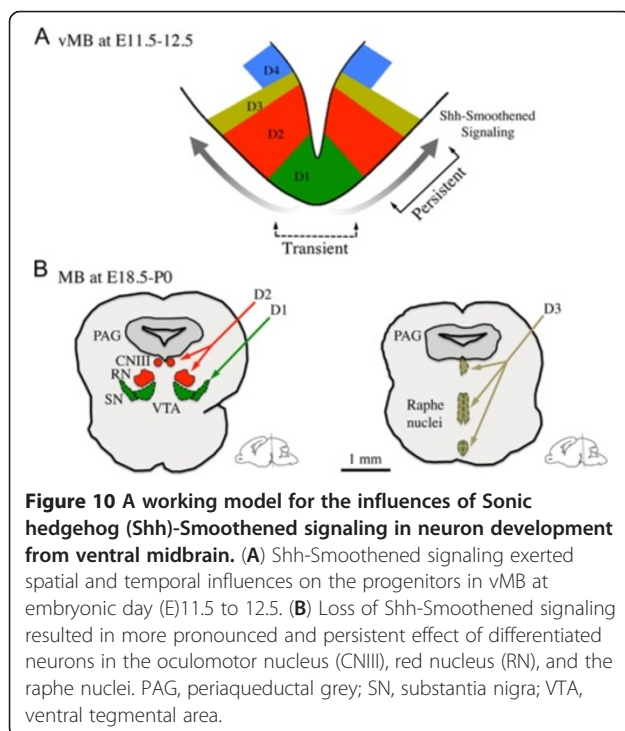 A vMB at E11.5-12.5
D4
D3
D2
D1
Shh-Smoothened
Signaling
Persistent
Transient
B MB at E18.5-P0
D2
D1
PAG
CNIII
RN
SN
VTA
D3
PAG
Raphe
nuclei
1 mm
Figure 10 A working model for the influences of Sonic
hedgehog (Shh)-Smoothened signaling in neuron development
from ventral midbrain. (A) Shh-Smoothened signaling exerted
spatial and temporal influences on the progenitors in vMB at
embryonic day (E)11.5 to 12.5. (B) Loss of Shh-Smoothened signaling
resulted in more pronounced and persistent effect of differentiated
neurons in the oculomotor nucleus (CNIII), red nucleus (RN), and the
raphe nuclei. PAG, periaqueductal grey; SN, substantia nigra; VTA,
ventral tegmental area.